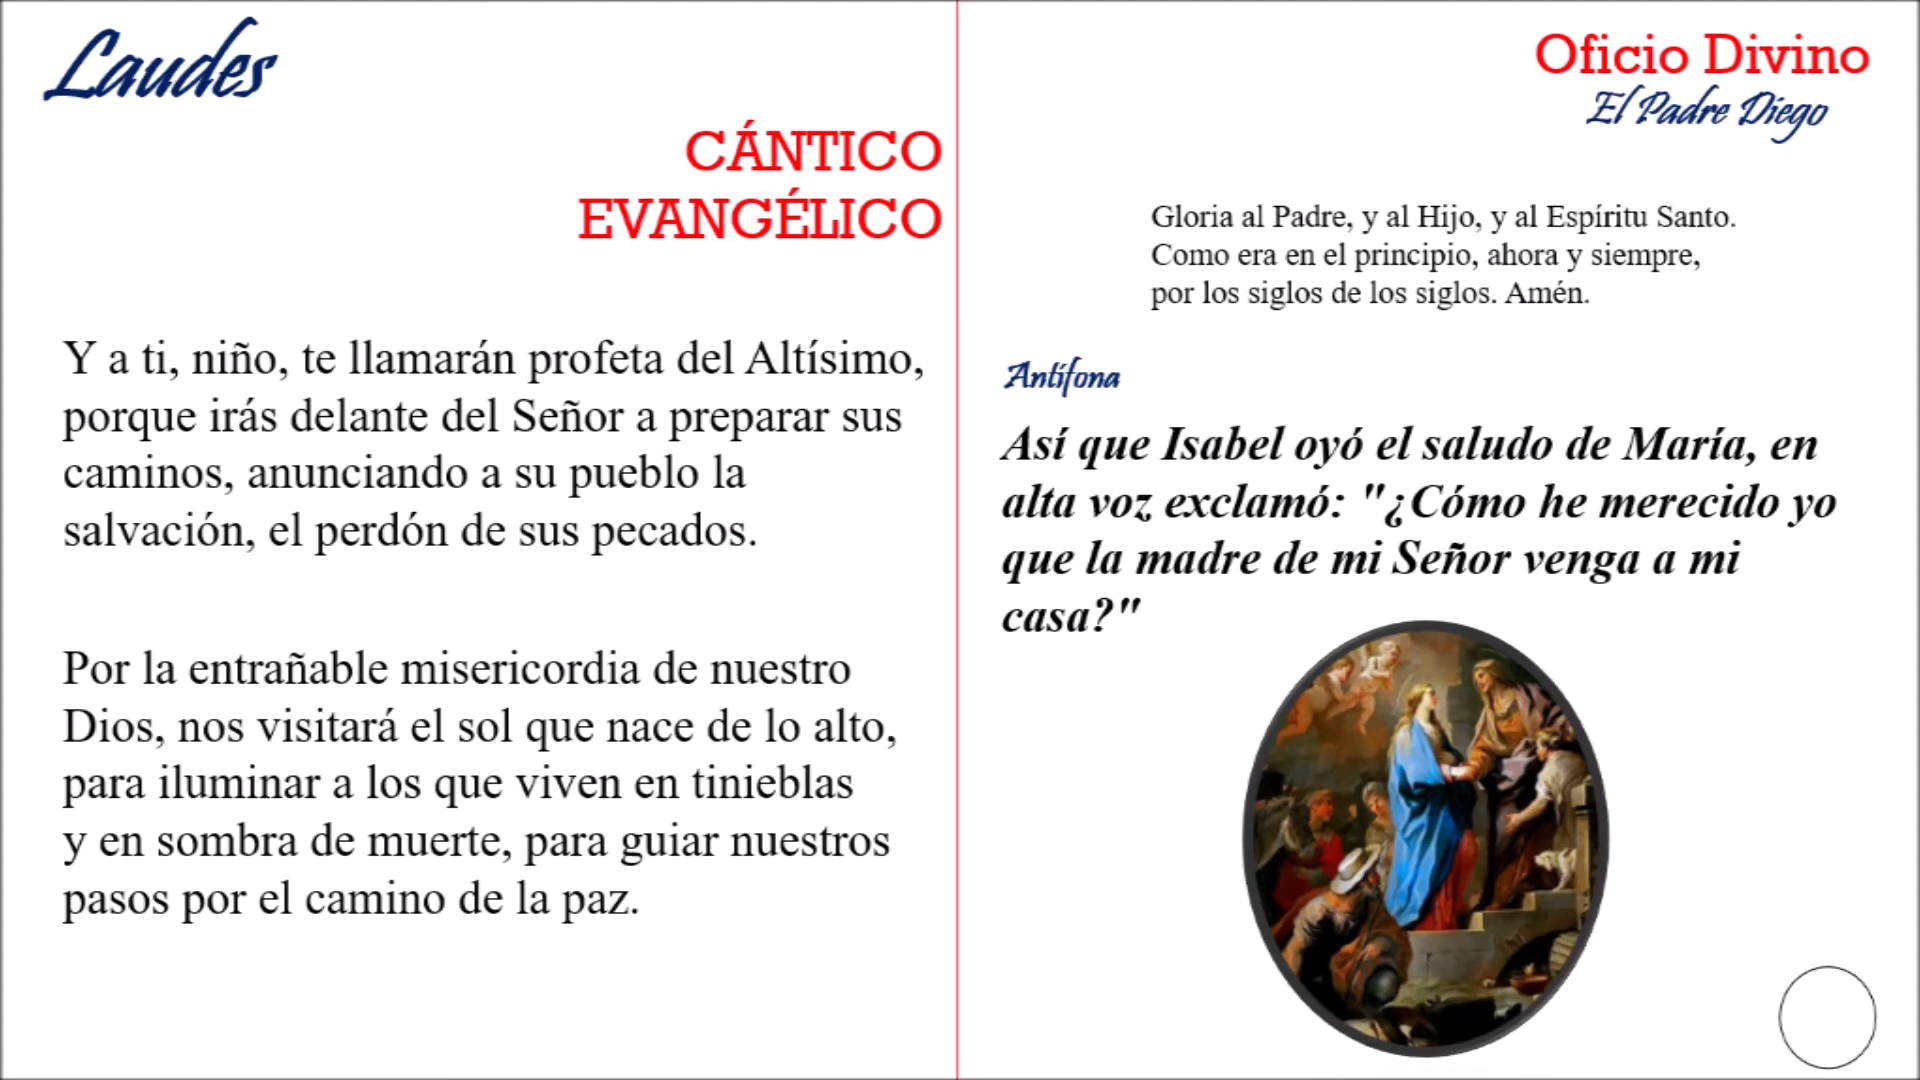 Laudes
CÁNTICO
EVANGÉLICO
Y a ti, niño, te llamarán profeta del Altísimo,
porque irás delante del Señor a preparar sus
caminos, anunciando a su pueblo la
salvación, el perdón de sus pecados.
Por la entrañable misericordia de nuestro
Dios, nos visitará el sol que nace de lo alto,
para iluminar a los que viven en tinieblas
y en sombra de muerte, para guiar nuestros
pasos por el camino de la paz.
Oficio Divino
El Padre Diego
Gloria al Padre, y al Hijo, y al Espíritu Santo.
Como era en el principio, ahora y siempre,
por los siglos de los siglos. Amén.
Antífona
Así que Isabel oyó el saludo de María, en
alta voz exclamó: "¿Cómo he merecido yo
que la madre de mi Señor venga a mi
casa?"